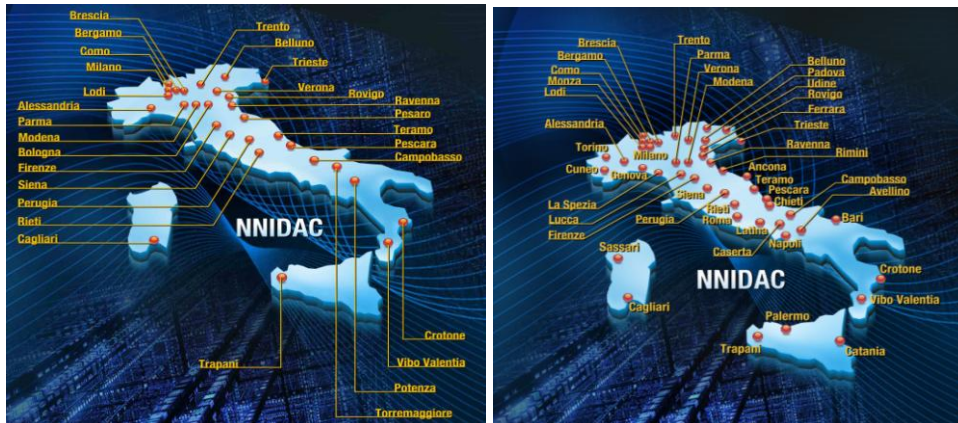 Brescia
Bergamo
Como
Milano
Lodi
Alessandria
Parma
Modena
Bologna
Firenze
Siena
Perugia
Rieti
Cagliari
Trento
Belluno
Trieste
Verona
Rovigo
Ravenna
Pesaro
Teramo
Pescara
Campobasso
NNIDAC
Crotone
Vibo Valentia
Potenza
Torremaggiore
Trapani
Brescia
Bergamo
Como
Monza
Lodi
Alessandria
Torino
Cuneo
Milano
Genova
La Spezia
Lucca
Firenze
Siena
Perugia
Trento
Parma
Verona
Modena
Belluno
Padova
Udine
Rovigo
Ferrara
Trieste
Ravenna
Rimini
Ancona
Teramo
Pescara
Chieti
Campobasso
Avellino
Rieti
Roma
Latina
Bari
Napoli
Caserta
Sassari
NNIDAC
Cagliari
Crotone
Vibo Valentia
Palermo
Trapani
Catania